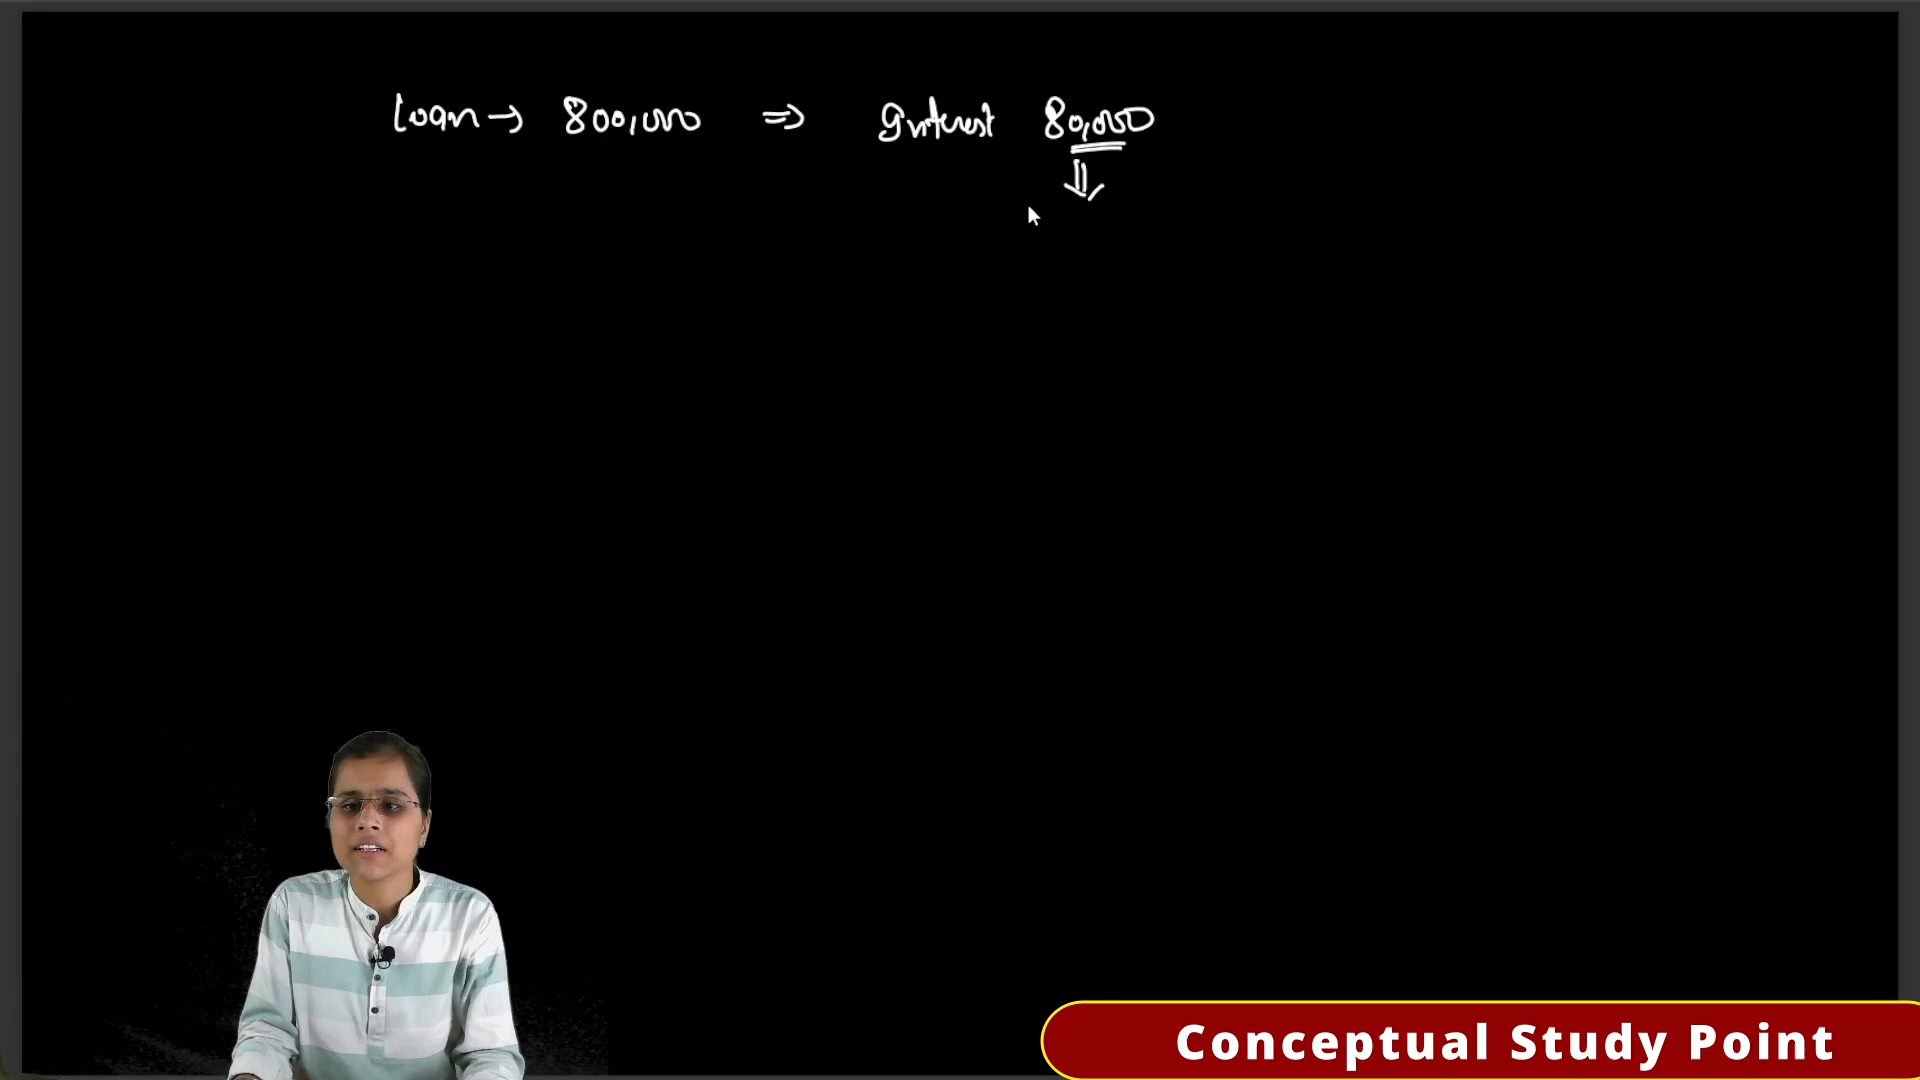 Loan → 800,000 ⇒ Interest 80,000
⇓
Conceptual Study Point